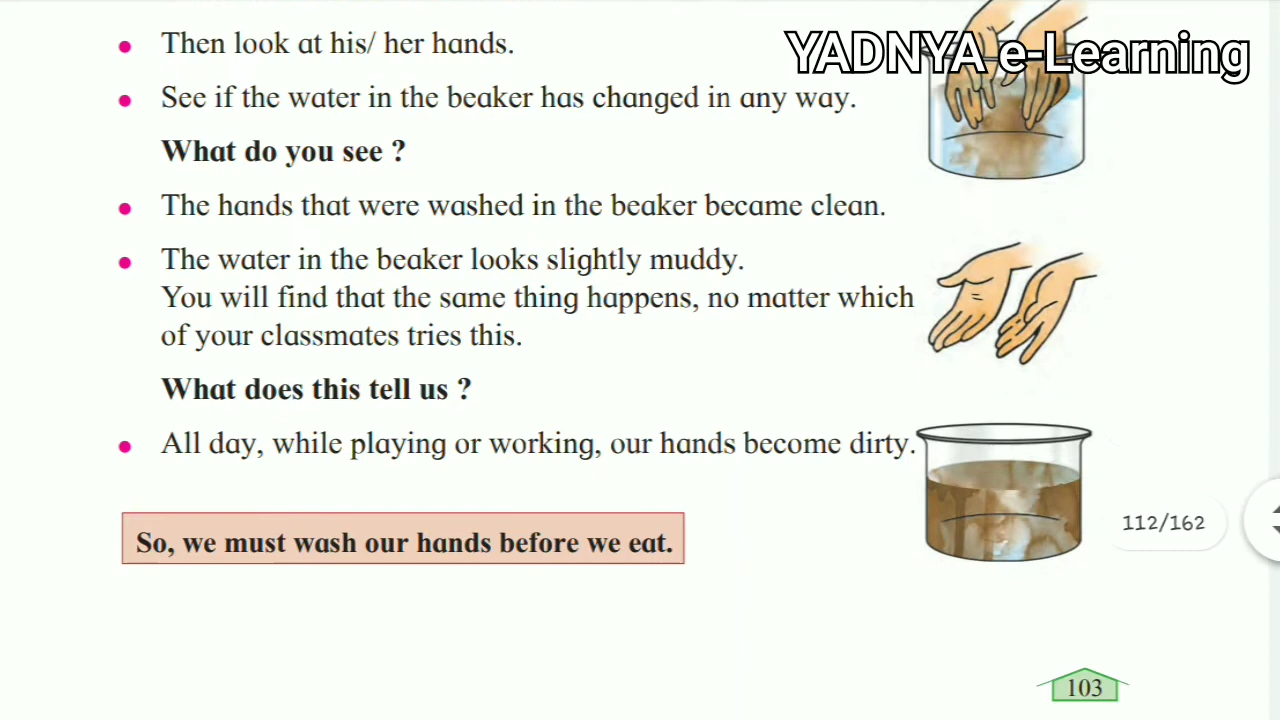 YADNYA e-Learning
• Then look at his/ her hands.
• See if the water in the beaker has changed in any way.
What do you see ?
• The hands that were washed in the beaker became clean.
• The water in the beaker looks slightly muddy.
You will find that the same thing happens, no matter which
of your classmates tries this.
What does this tell us ?
• All day, while playing or working, our hands become dirty.
112/162
So, we must wash our hands before we eat.
103